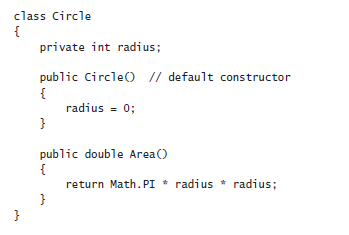 class Circle
{
    private int radius;

    public Circle()  // default constructor
    {
        radius = 0;
    }

    public double Area()
    {
        return Math.PI * radius * radius;
    }
}